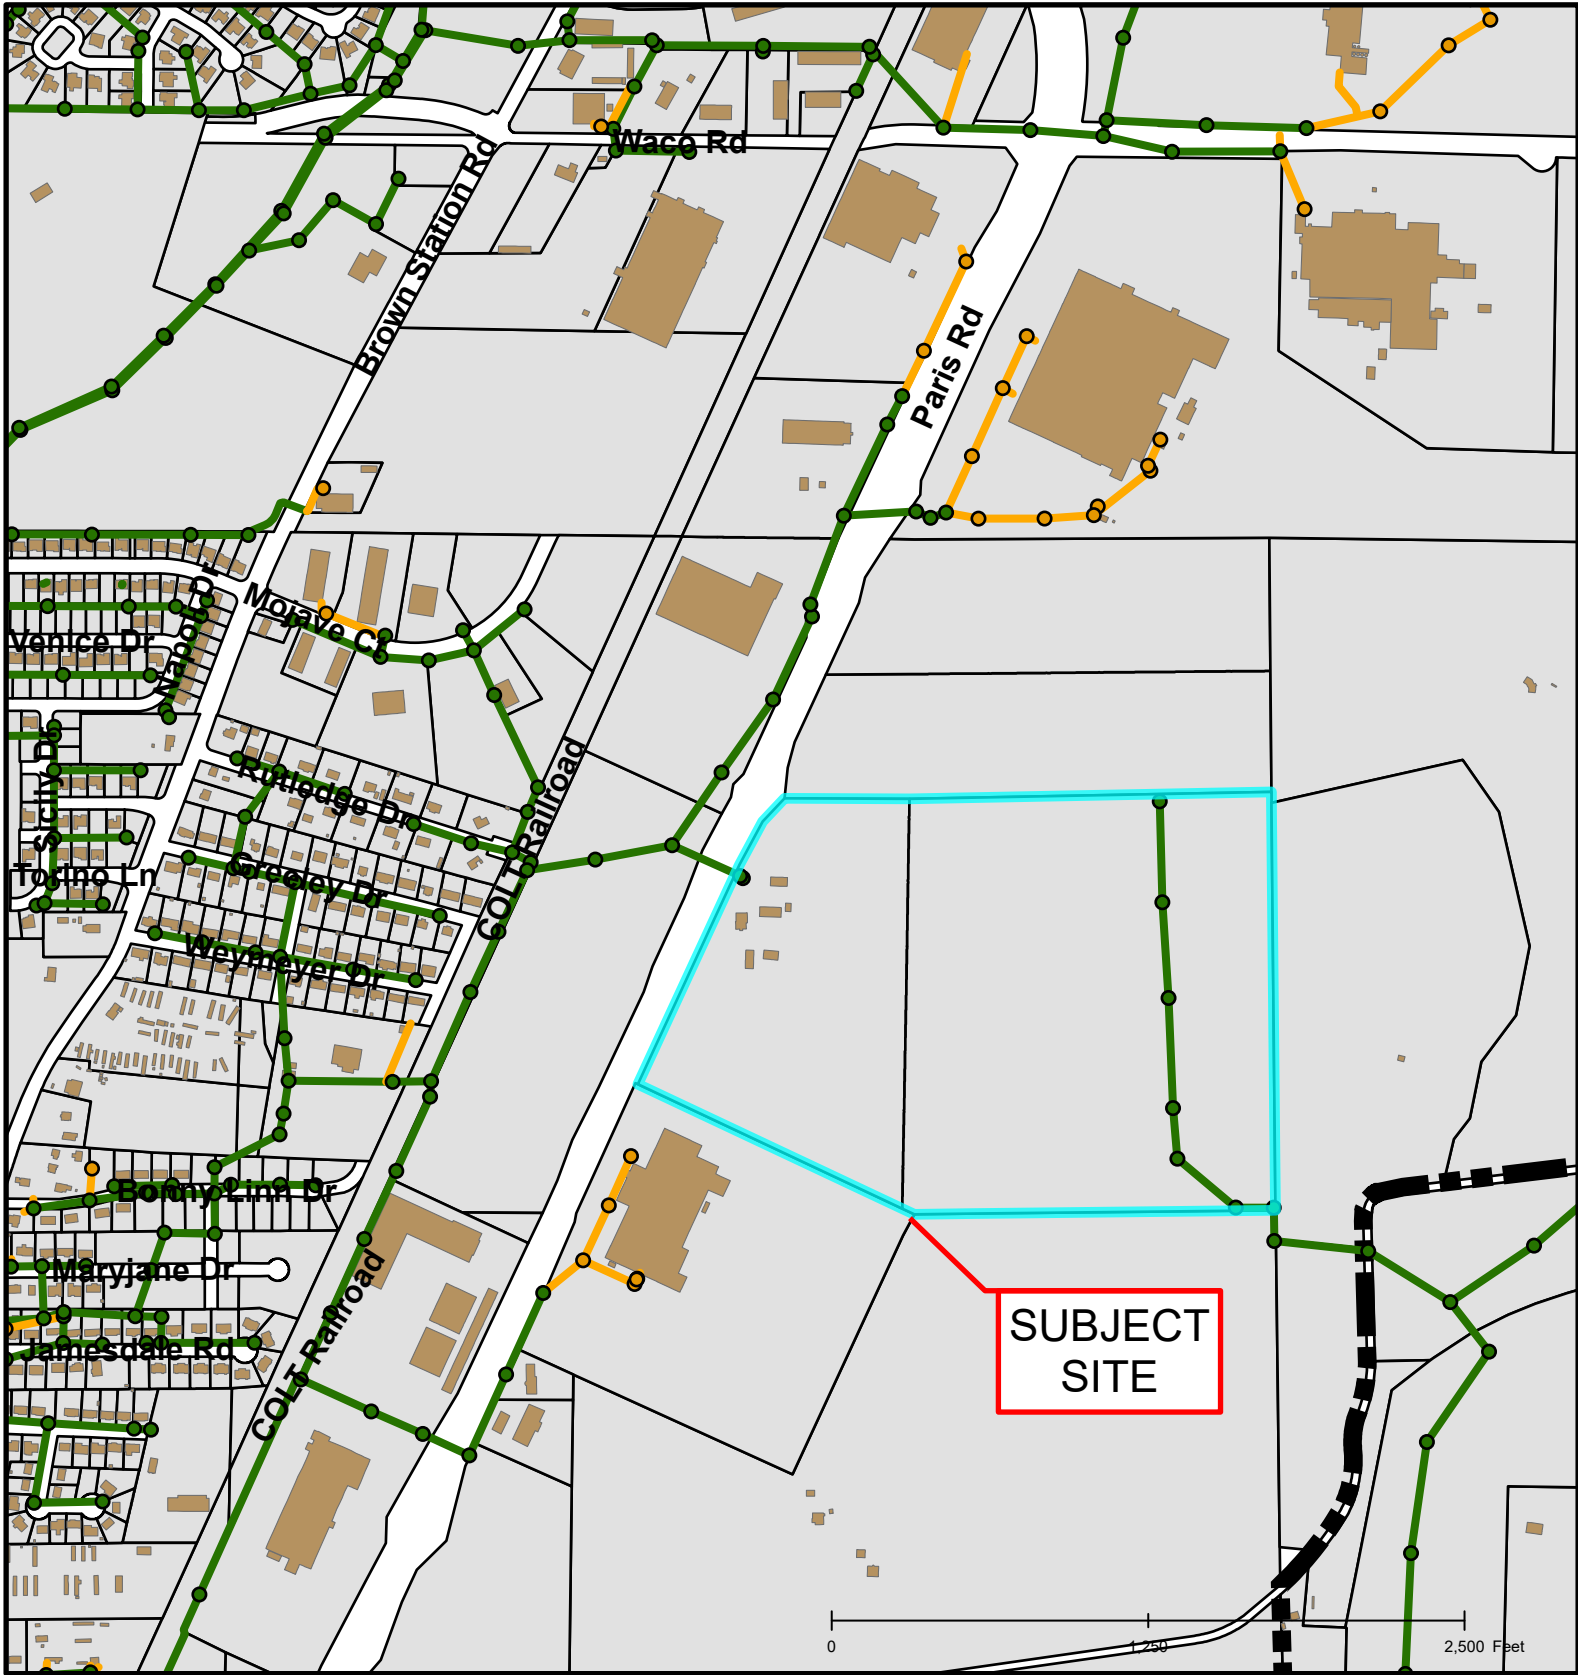 Waco Rd
Brown Station Rd
Paris Rd
Napoli Dr
Mojave Ct
Venice Dr
Sicily Dr
Rutledge Dr
COLT Railroad
Torino Ln
Greeley Dr
Weymeyer Dr
Bonny Linn Dr
Maryjane Dr
Jamesdale Rd
COLT Railroad
SUBJECT
SITE
0 1,250 2,500 Feet